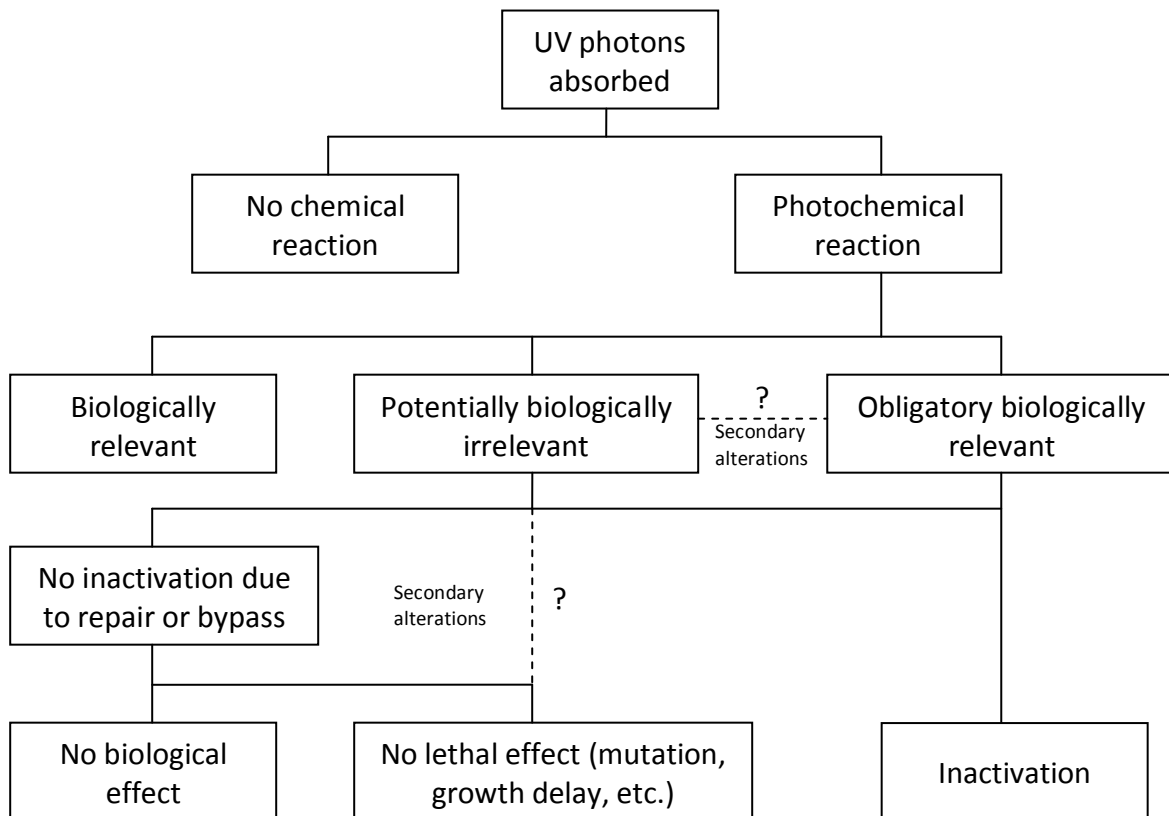 UV photons
absorbed
No chemical
reaction
Photochemical
reaction
Biologically
relevant
Potentially biologically
irrelevant
?
Secondary
alterations
Obligatory biologically
relevant
No inactivation due
to repair or bypass
Secondary
alterations
?
No biological
effect
No lethal effect (mutation,
growth delay, etc.)
Inactivation